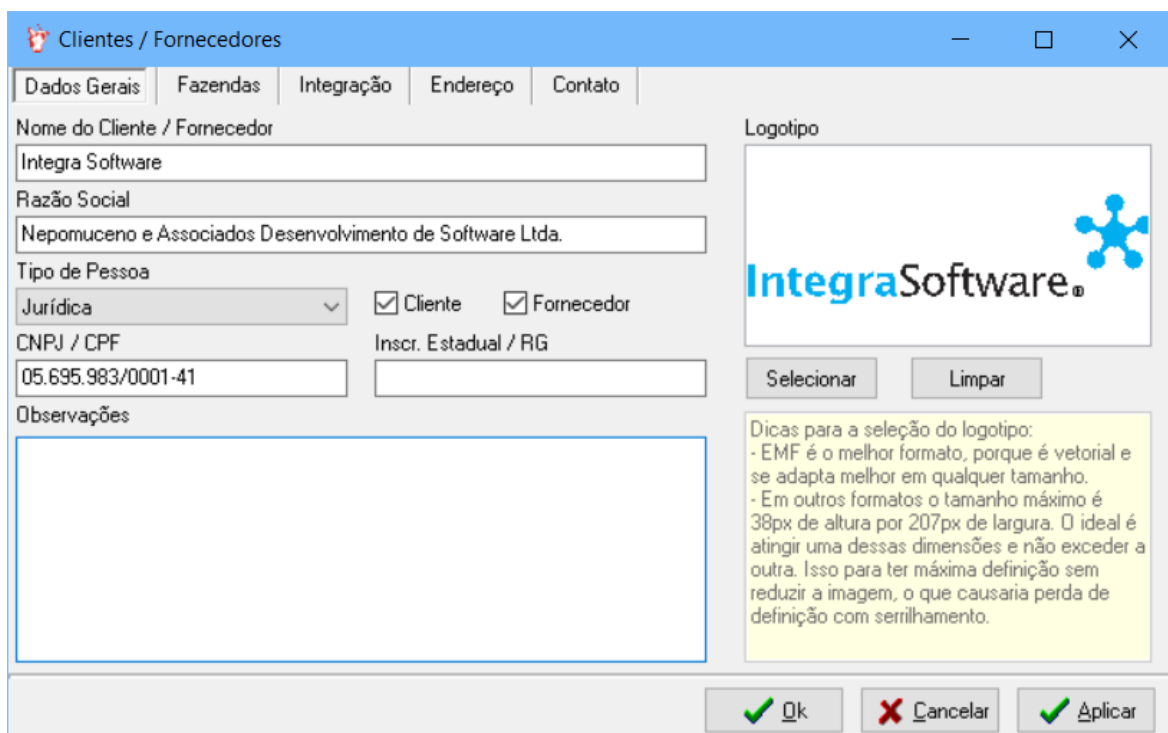 Clientes / Fornecedores
Dados Gerais Fazendas Integração Endereço Contato
Nome do Cliente / Fornecedor
Integra Software
Razão Social
Nepomuceno e Associados Desenvolvimento de Software Ltda.
Tipo de Pessoa
Jurídica
Cliente
Fornecedor
CNPJ / CPF
05.695.983/0001-41
Inscr. Estadual / RG
Observações
Logotipo
IntegraSoftware®
Selecionar Limpar
Dicas para a seleção do logotipo:
- EMF é o melhor formato, porque é vetorial e
se adapta melhor em qualquer tamanho.
- Em outros formatos o tamanho máximo é
38px de altura por 207px de largura. O ideal é
atingir uma dessas dimensões e não exceder a
outra. Isso para ter máxima definição sem
reduzir a imagem, o que causaria perda de
definição com serrilhamento.
Ok Cancelar Aplicar